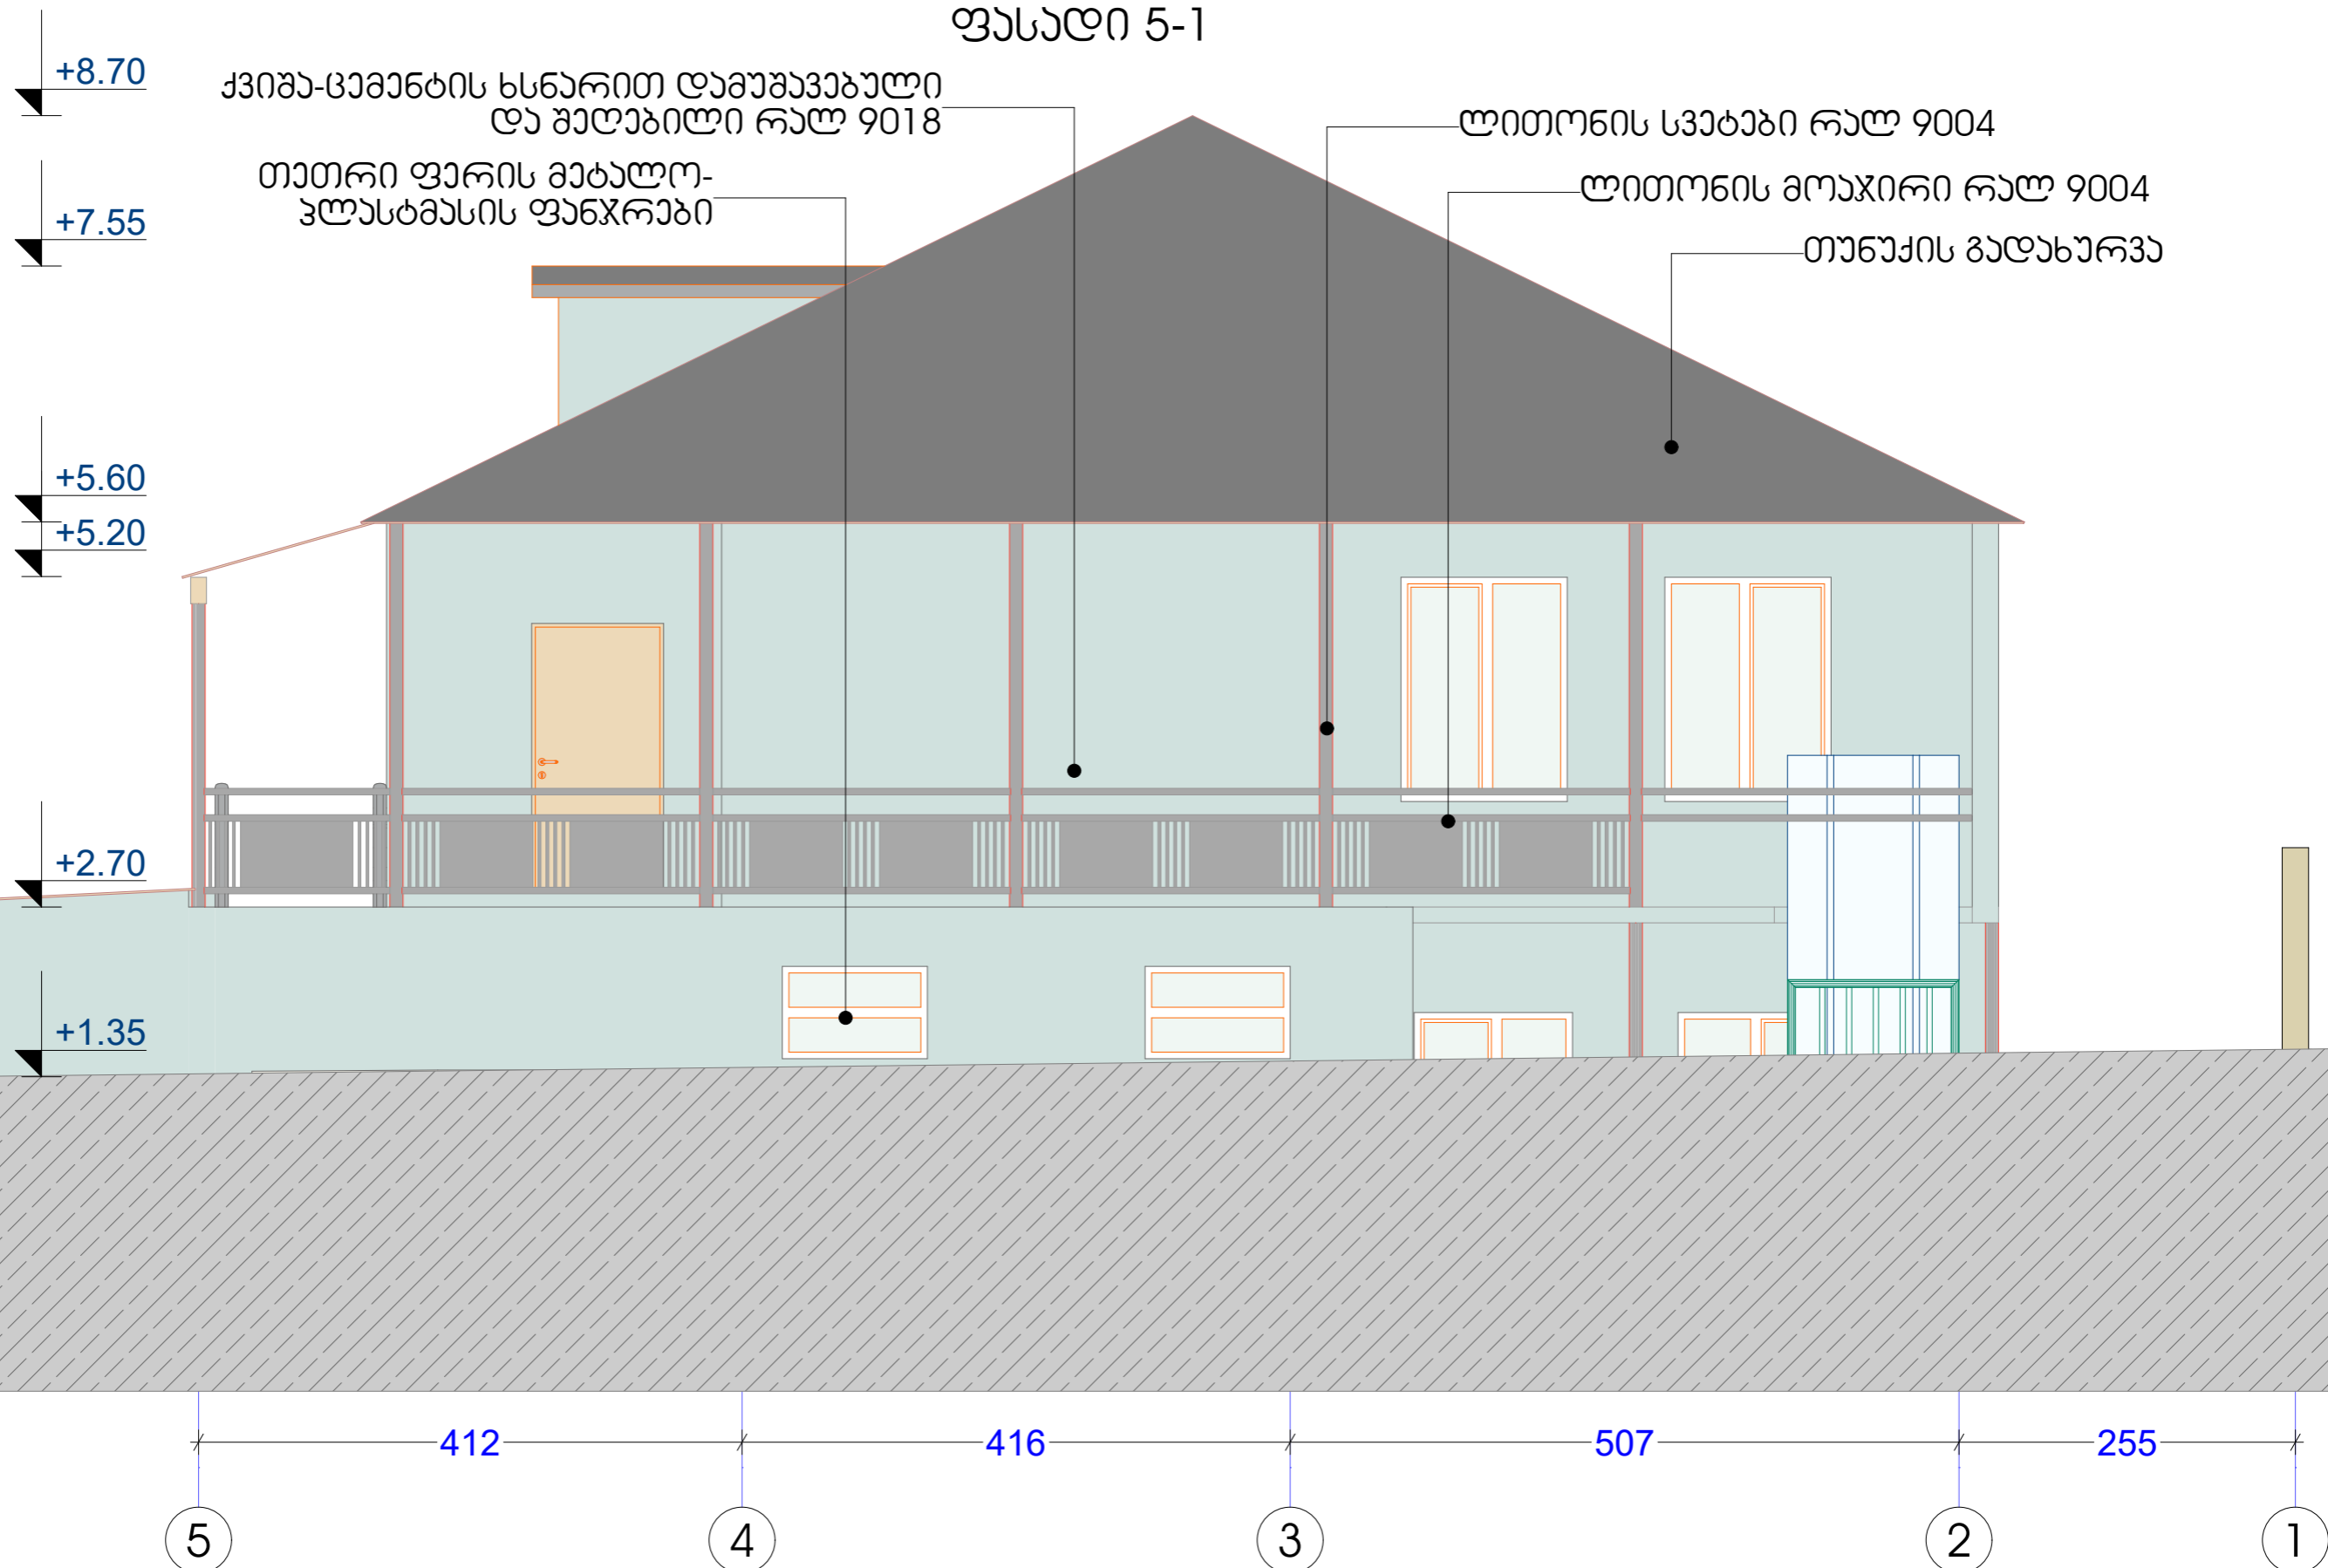 ფასადი 5-1
+8.70
ქვიშა-ცემენტის ხსნარით დამუშავებული
და შეღებილი რალ 9018
ლითონის სვეტები რალ 9004
თეთრი ფერის მეტალო-
პლასტმასის ფანჯრები
ლითონის მოაჯირი რალ 9004
+7.55
თუნუქის გადახურვა
+5.60
+5.20
+2.70
+1.35
412
416
507
255
5
4
3
2
1